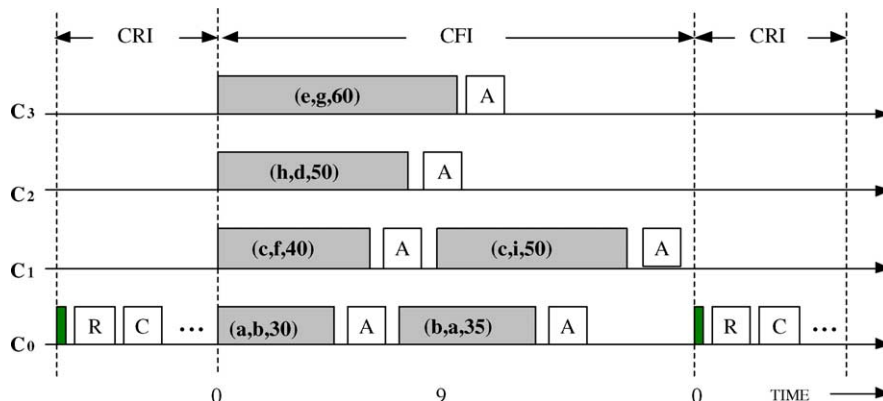 CRI CFI CRI
C3 (e,g,60) A
C2 (h,d,50) A
C1 (c,f,40) A (c,i,50) A
C0 R C ... (a,b,30) A (b,a,35) A R C ...
0 9 0 TIME